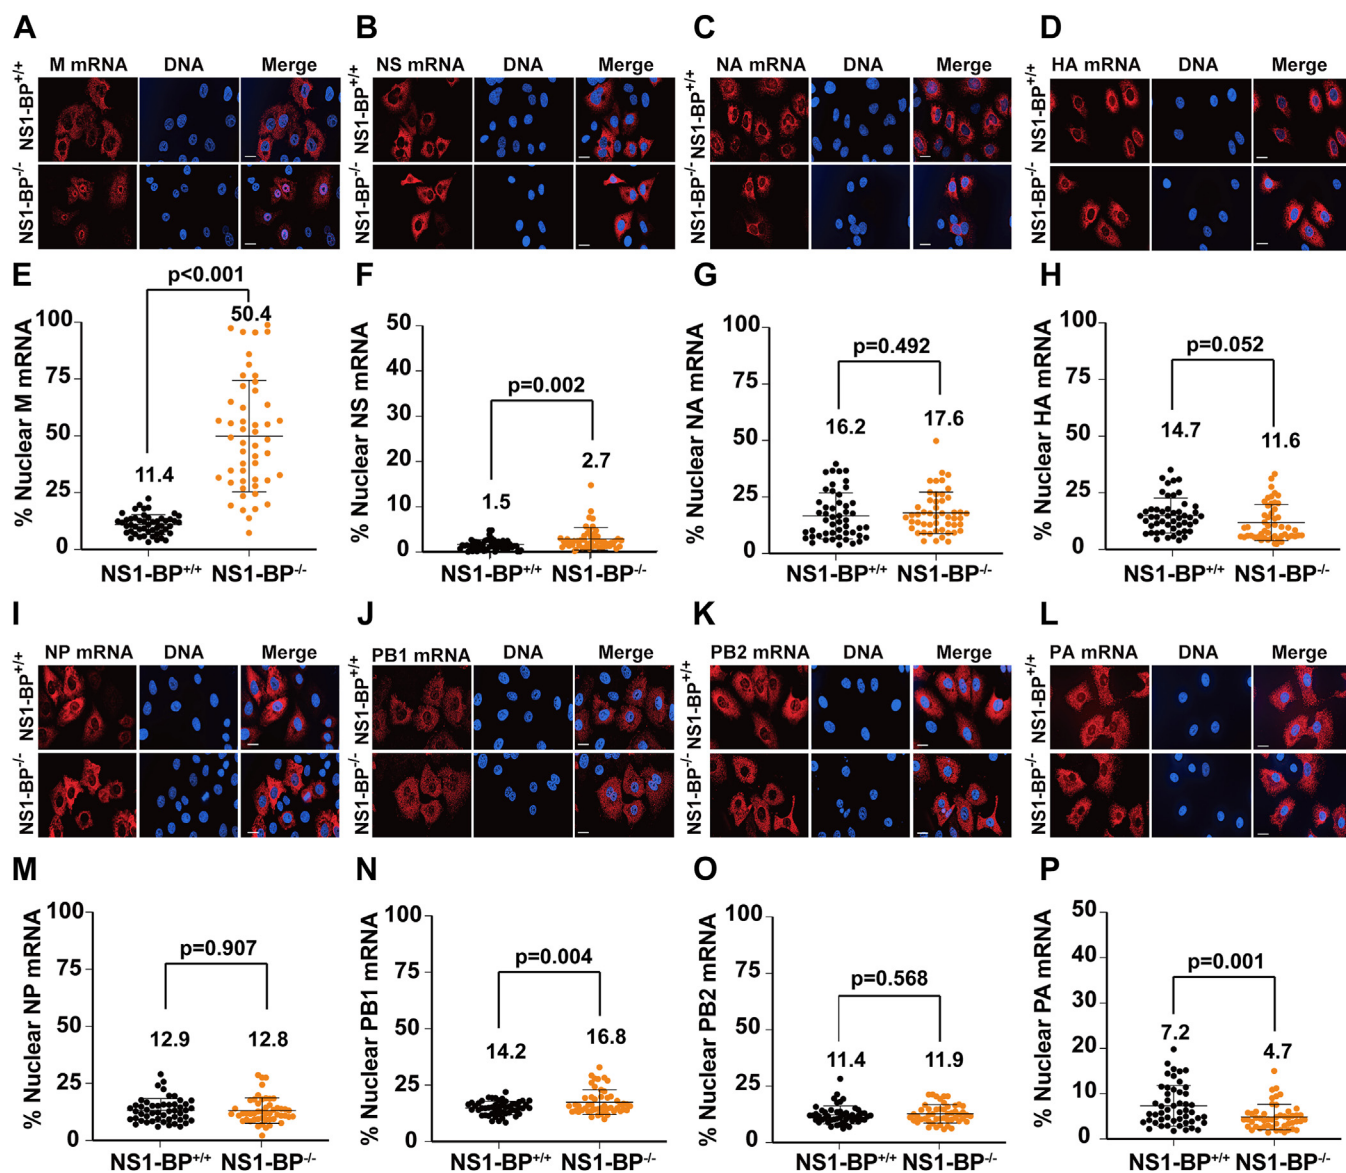 A
B
C
D
M mRNA DNA Merge
NS mRNA DNA Merge
NA mRNA DNA Merge
HA mRNA DNA Merge
NS1-BP+/+
NS1-BP-/-
NS1-BP+/+
NS1-BP-/-
NS1-BP+/+
NS1-BP-/-
NS1-BP+/+
NS1-BP-/-
E
p<0.001
50.4
11.4
% Nuclear M mRNA
100
75
50
25
0
NS1-BP+/+ NS1-BP-/-
F
p=0.002
2.7
1.5
% Nuclear NS mRNA
50
40
30
20
10
0
NS1-BP+/+ NS1-BP-/-
G
p=0.492
16.2
17.6
% Nuclear NA mRNA
100
75
50
25
0
NS1-BP+/+ NS1-BP-/-
H
p=0.052
14.7
11.6
% Nuclear HA mRNA
100
75
50
25
0
NS1-BP+/+ NS1-BP-/-
I
J
K
L
NP mRNA DNA Merge
PB1 mRNA DNA Merge
PB2 mRNA DNA Merge
PA mRNA DNA Merge
NS1-BP+/+
NS1-BP-/-
NS1-BP+/+
NS1-BP-/-
NS1-BP+/+
NS1-BP-/-
NS1-BP+/+
NS1-BP-/-
M
p=0.907
12.9
12.8
% Nuclear NP mRNA
100
75
50
25
0
NS1-BP+/+ NS1-BP-/-
N
p=0.004
14.2
16.8
% Nuclear PB1 mRNA
100
75
50
25
0
NS1-BP+/+ NS1-BP-/-
O
p=0.568
11.4
11.9
% Nuclear PB2 mRNA
100
75
50
25
0
NS1-BP+/+ NS1-BP-/-
P
p=0.001
7.2
4.7
% Nuclear PA mRNA
50
40
30
20
10
0
NS1-BP+/+ NS1-BP-/-